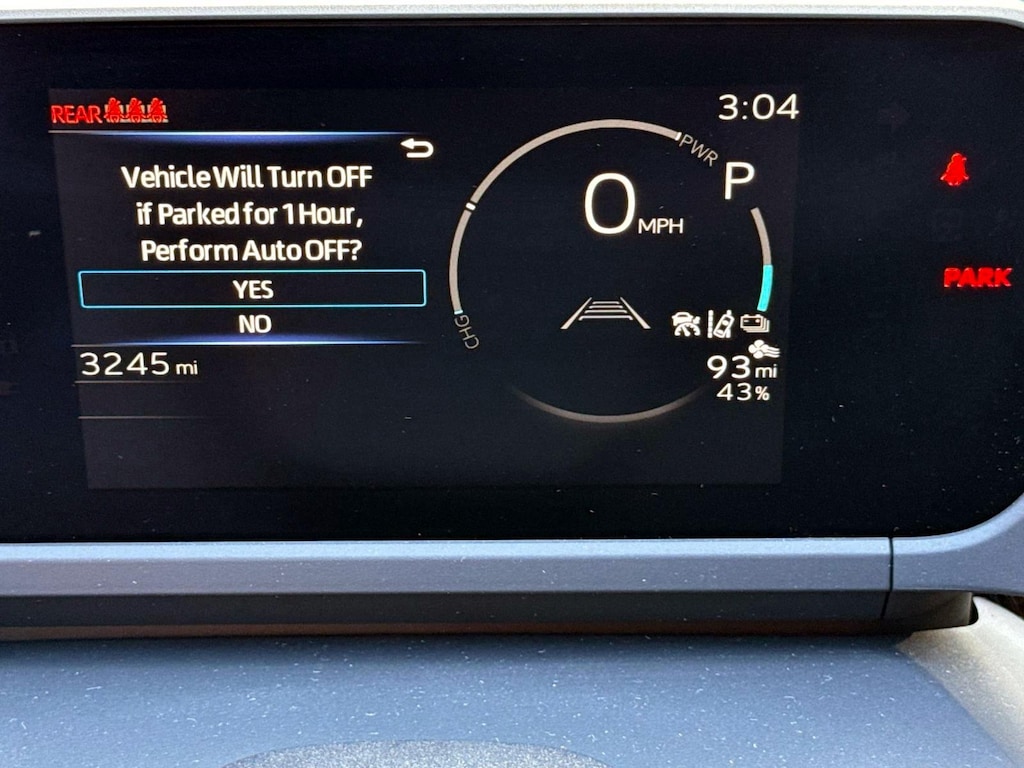 REAR
3:04
PWR
Vehicle Will Turn OFF
if Parked for 1 Hour,
Perform Auto OFF?
YES
NO
P
0 MPH
PARK
CHG
3245 mi
93 mi
43 %